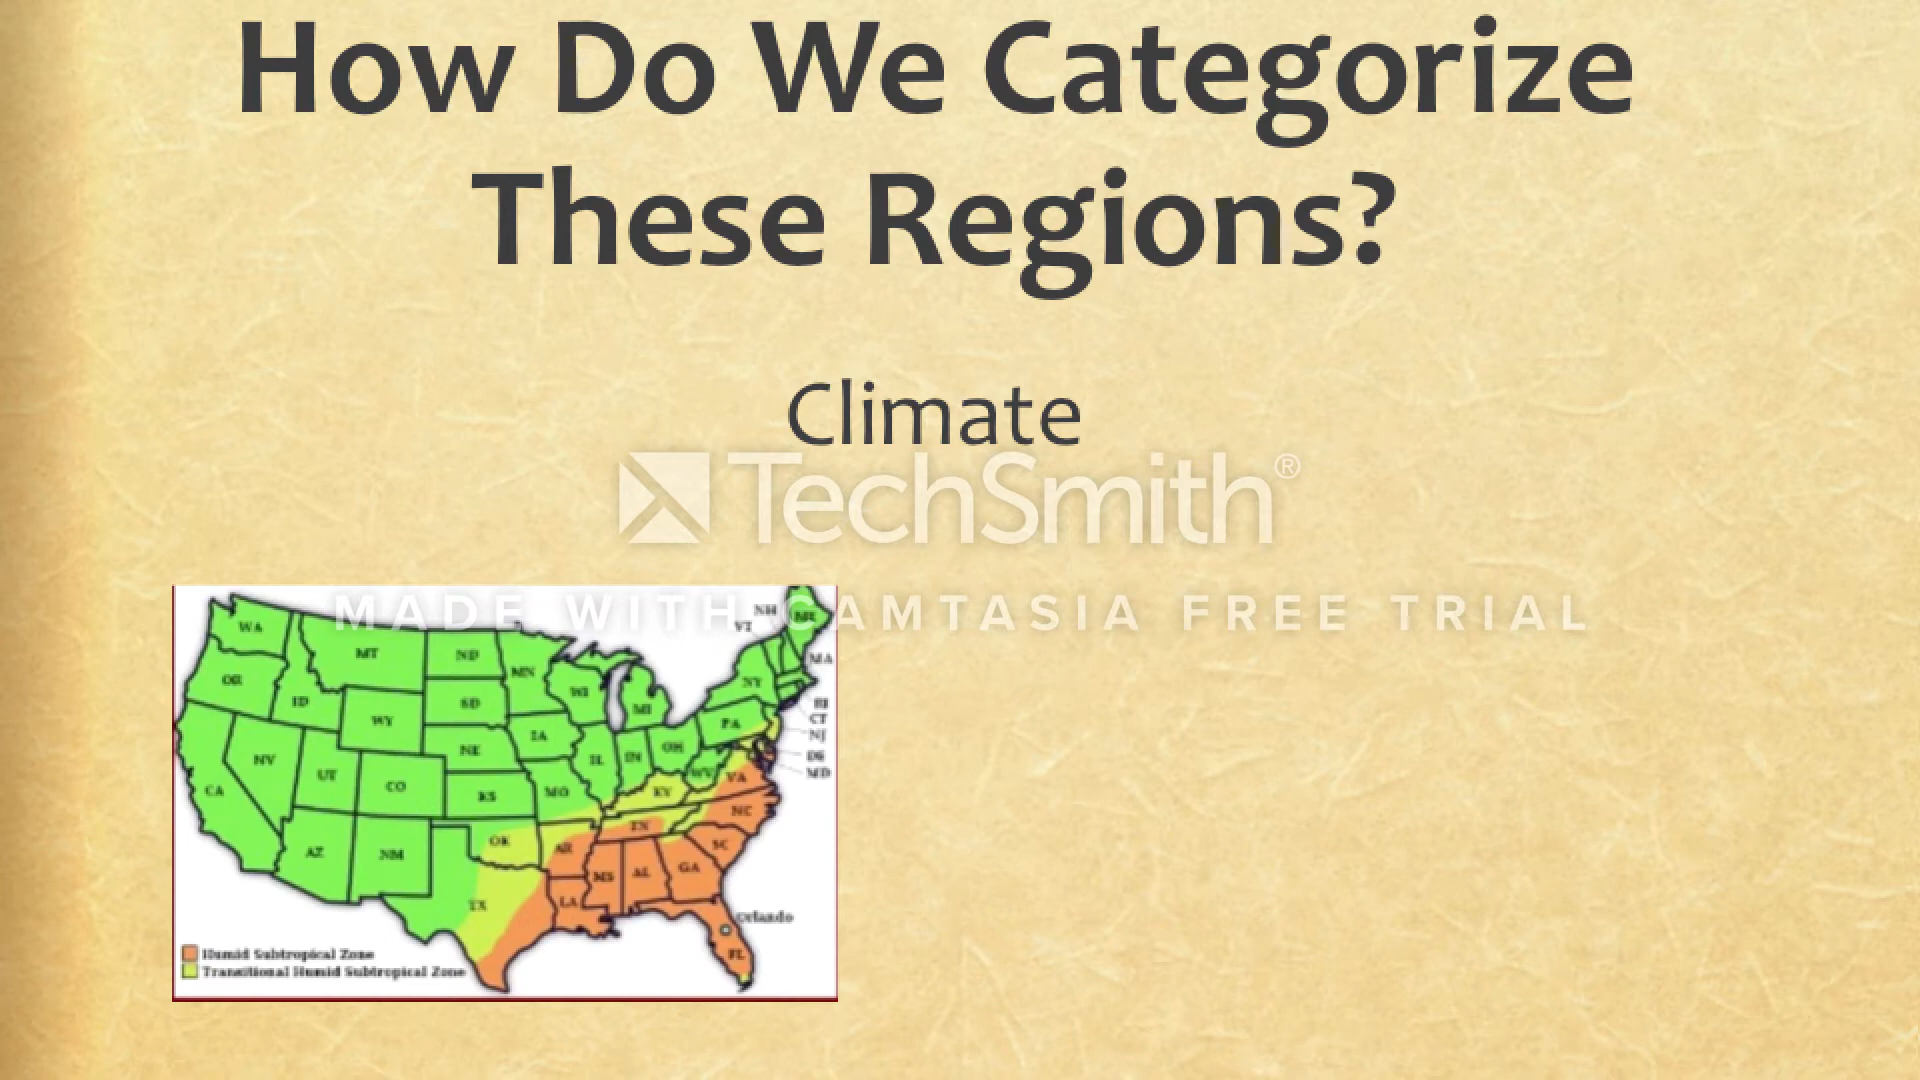 How Do We Categorize
These Regions?
Climate
TechSmith®
MADE WITH CAMTASIA FREE TRIAL
NH
ME
VT
WA
MT
ND
MN
MA
OR
ID
SD
WI
MI
NY
RI
CT
NJ
WY
PA
DE
MD
IA
NE
NV
UT
IL
IN
OH
WV
VA
CA
CO
KS
MO
KY
NC
TN
OK
AR
SC
AZ
NM
MS
AL
GA
TX
LA
Orlando
FL
Humid Subtropical Zone
Transitional Humid Subtropical Zone